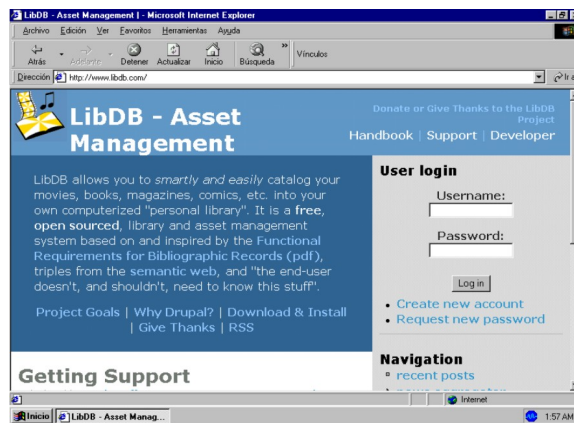 LibDB - Asset Management | - Microsoft Internet Explorer
Archivo Edición Ver Favoritos Herramientas Ayuda
Atrás Adelante Detener Actualizar Inicio Búsqueda » Vínculos
Dirección http://www.libdb.com/ Ir a
LibDB - Asset
Management
Donate or Give Thanks to the LibDB
Project
Handbook | Support | Developer
LibDB allows you to smartly and easily catalog your
movies, books, magazines, comics, etc. into your
own computerized "personal library". It is a free,
open sourced, library and asset management
system based on and inspired by the Functional
Requirements for Bibliographic Records (pdf),
triples from the semantic web, and "the end-user
doesn't, and shouldn't, need to know this stuff".
Project Goals | Why Drupal? | Download & Install
| Give Thanks | RSS
Getting Support
User login
Username:
Password:
Log in
Create new account
Request new password
Navigation
recent posts
Internet
Inicio LibDB - Asset Manag... 1:57 AM